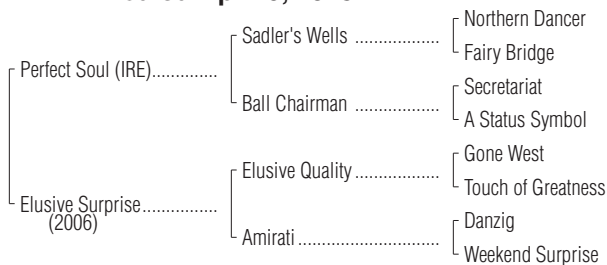 Northern Dancer
Sadler's Wells ....................
Fairy Bridge
Perfect Soul (IRE)..............
Secretariat
Ball Chairman ....................
A Status Symbol
Gone West
Elusive Quality ....................
Touch of Greatness
Elusive Surprise................
(2006)
Danzig
Amirati .................................
Weekend Surprise